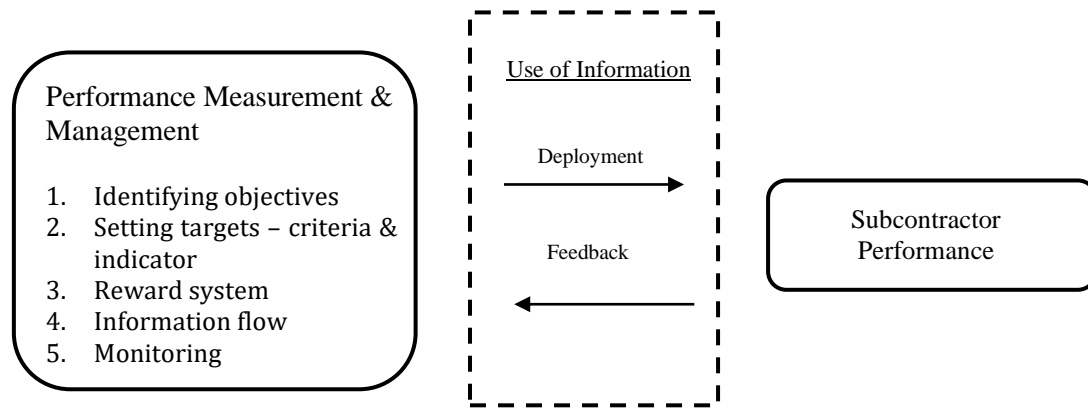 Performance Measurement &
Management
1. Identifying objectives
2. Setting targets – criteria &
indicator
3. Reward system
4. Information flow
5. Monitoring
Use of Information
Deployment
Feedback
Subcontractor
Performance